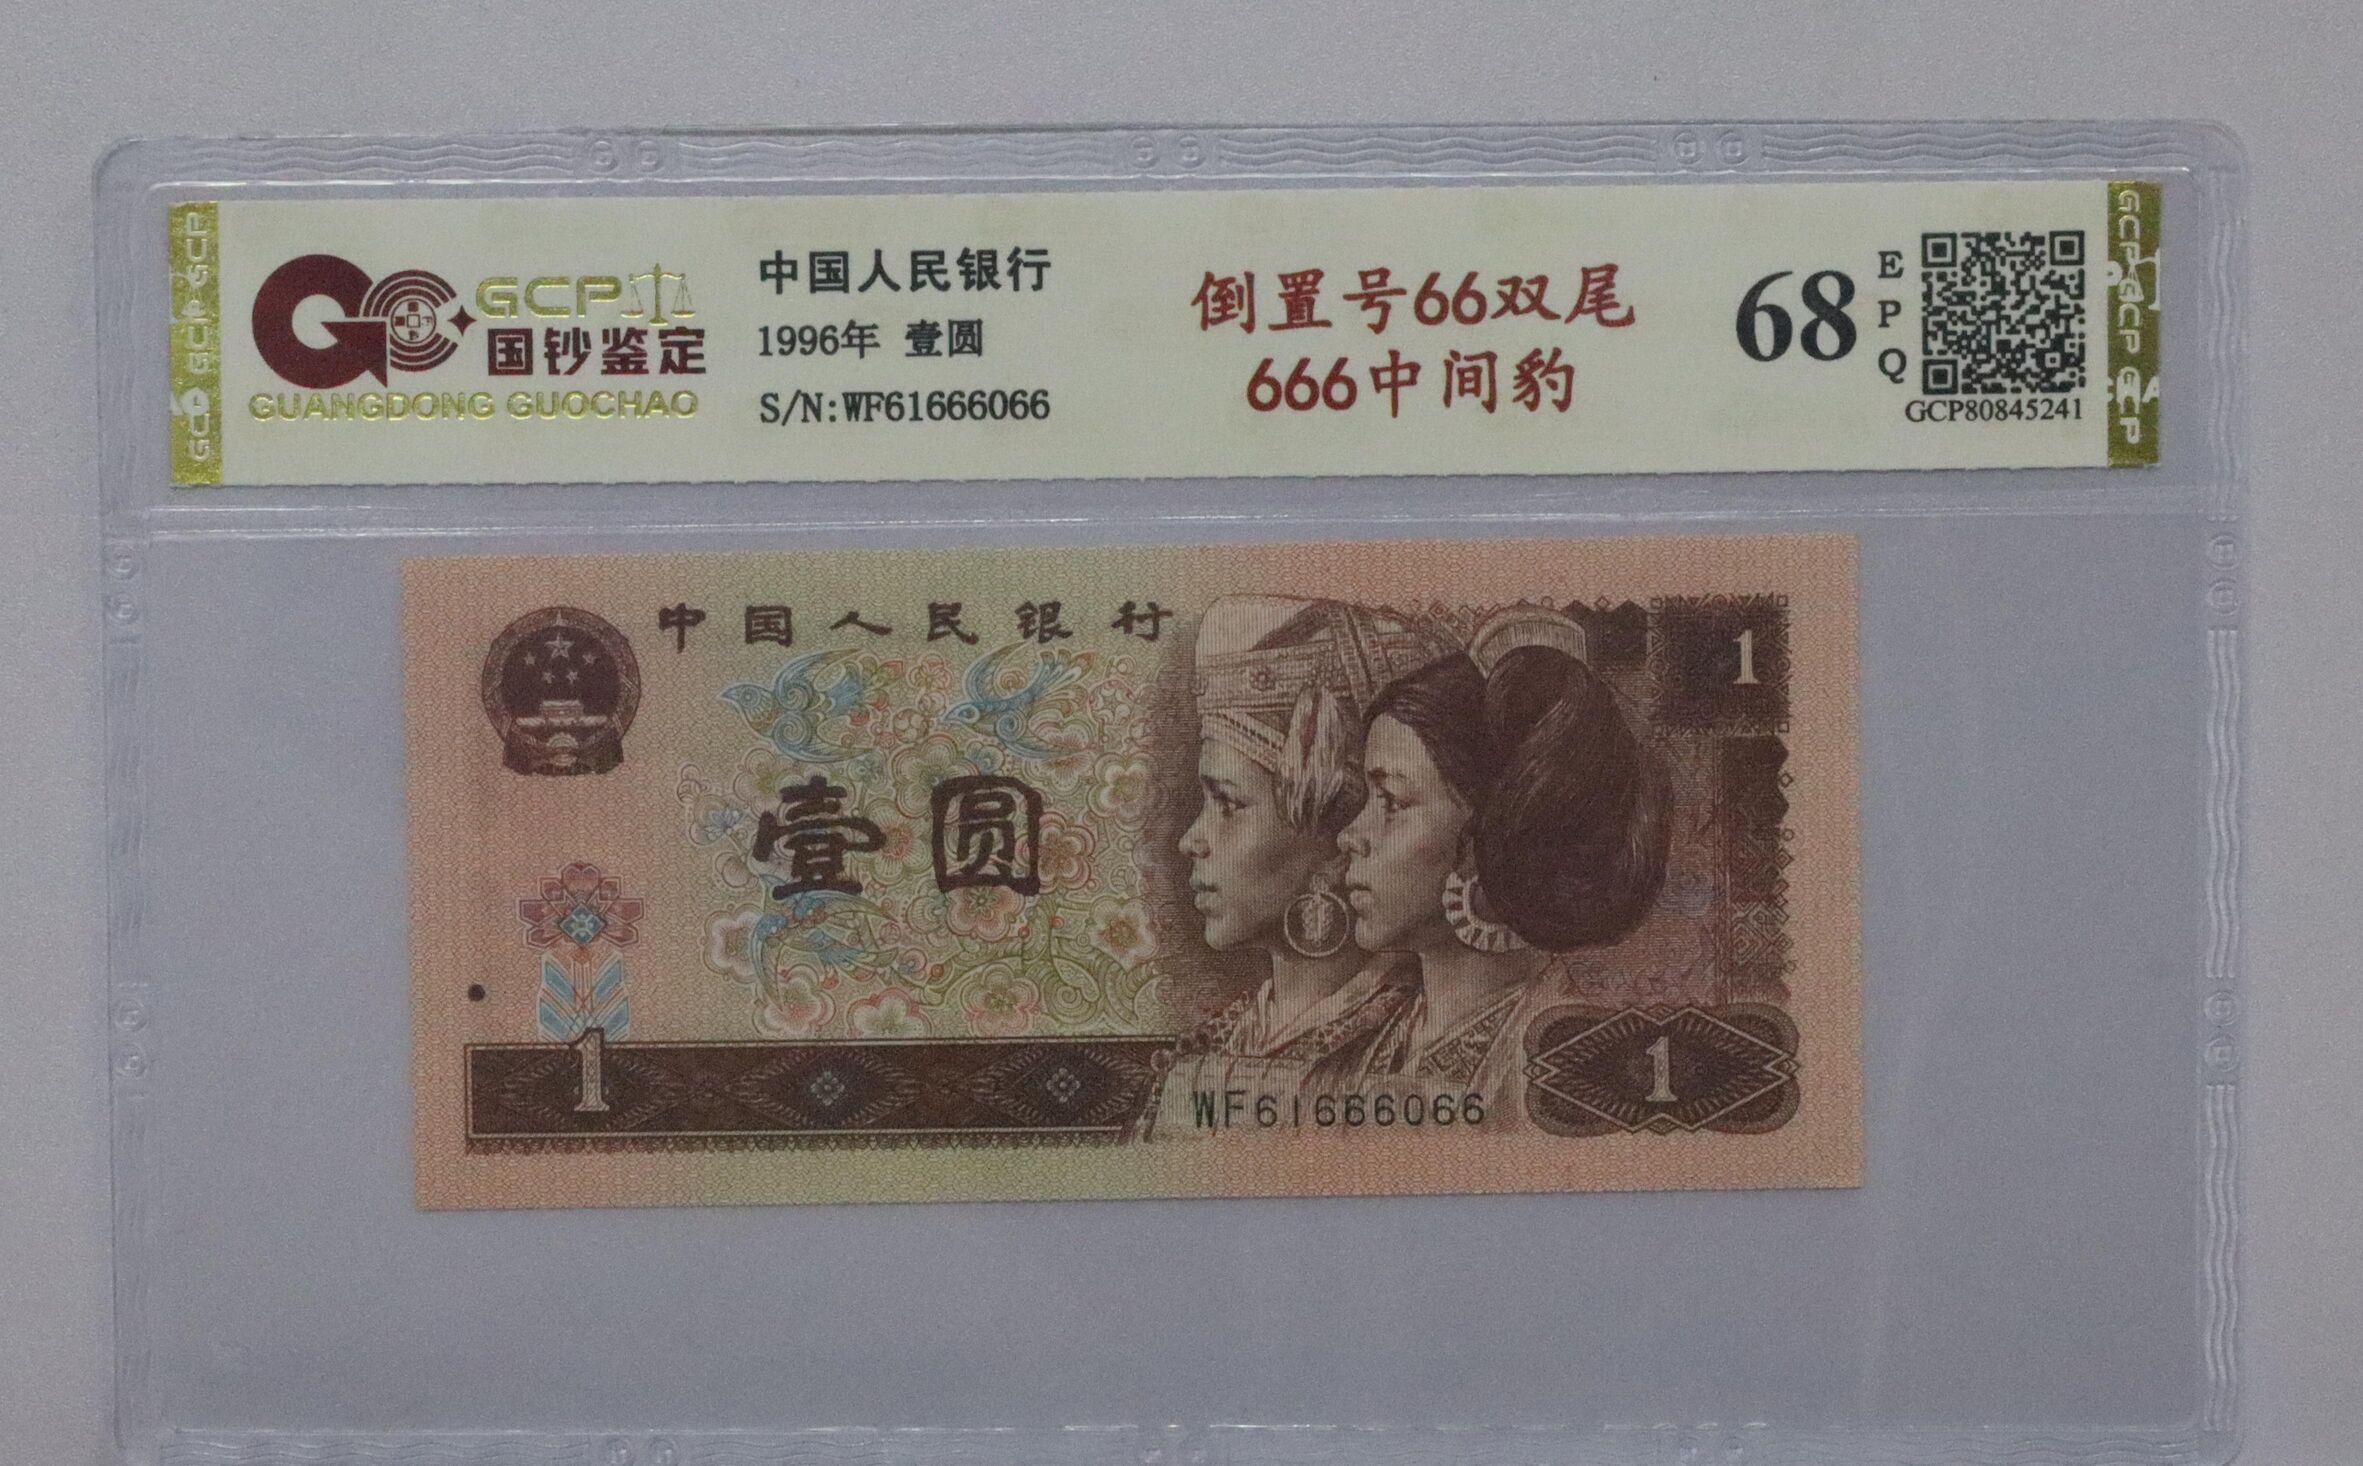 GCP
国钞鉴定
GUANGDONG GUOCHAO
中国人民银行
1996年 壹圆
S/N:WF61666066
倒置号66双尾
666中间豹
68
EPQ
GCP80845241
中国人民银行
1
壹圆
1
1
WF61666066